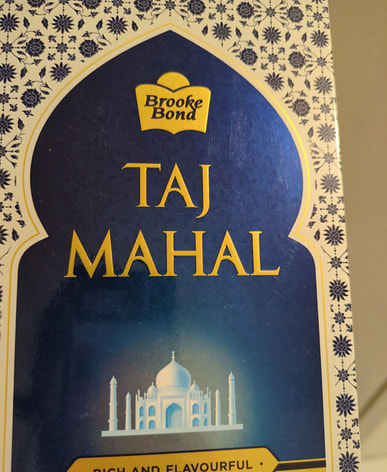 Brooke
Bond
TAJ
MAHAL
RICH AND FLAVOURFUL